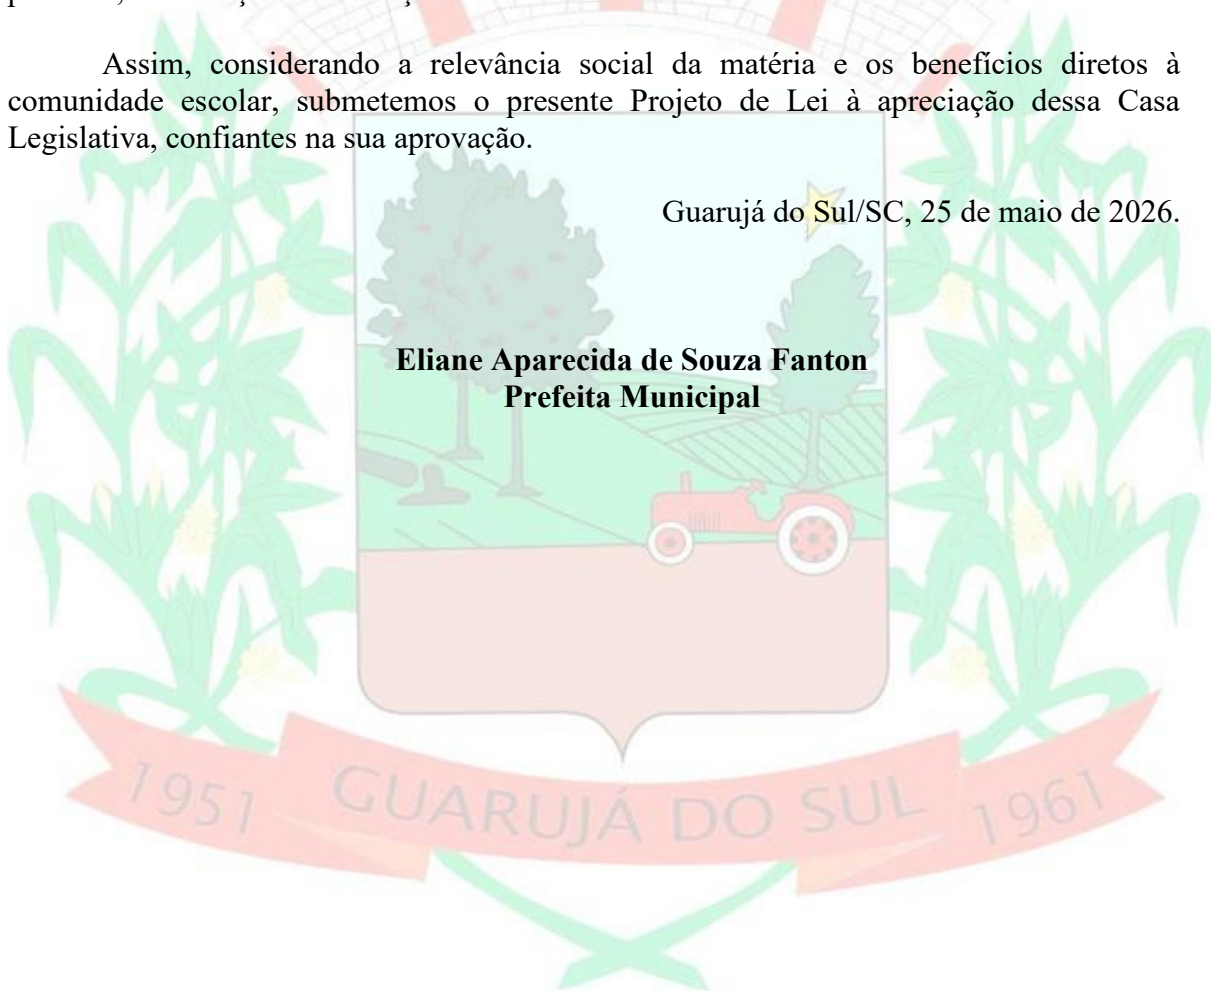 Assim, considerando a relevância social da matéria e os benefícios diretos à
comunidade escolar, submetemos o presente Projeto de Lei à apreciação dessa Casa
Legislativa, confiantes na sua aprovação.
Guarujá do Sul/SC, 25 de maio de 2026.
Eliane Aparecida de Souza Fanton
Prefeita Municipal
1951 GUARUJÁ DO SUL 1961